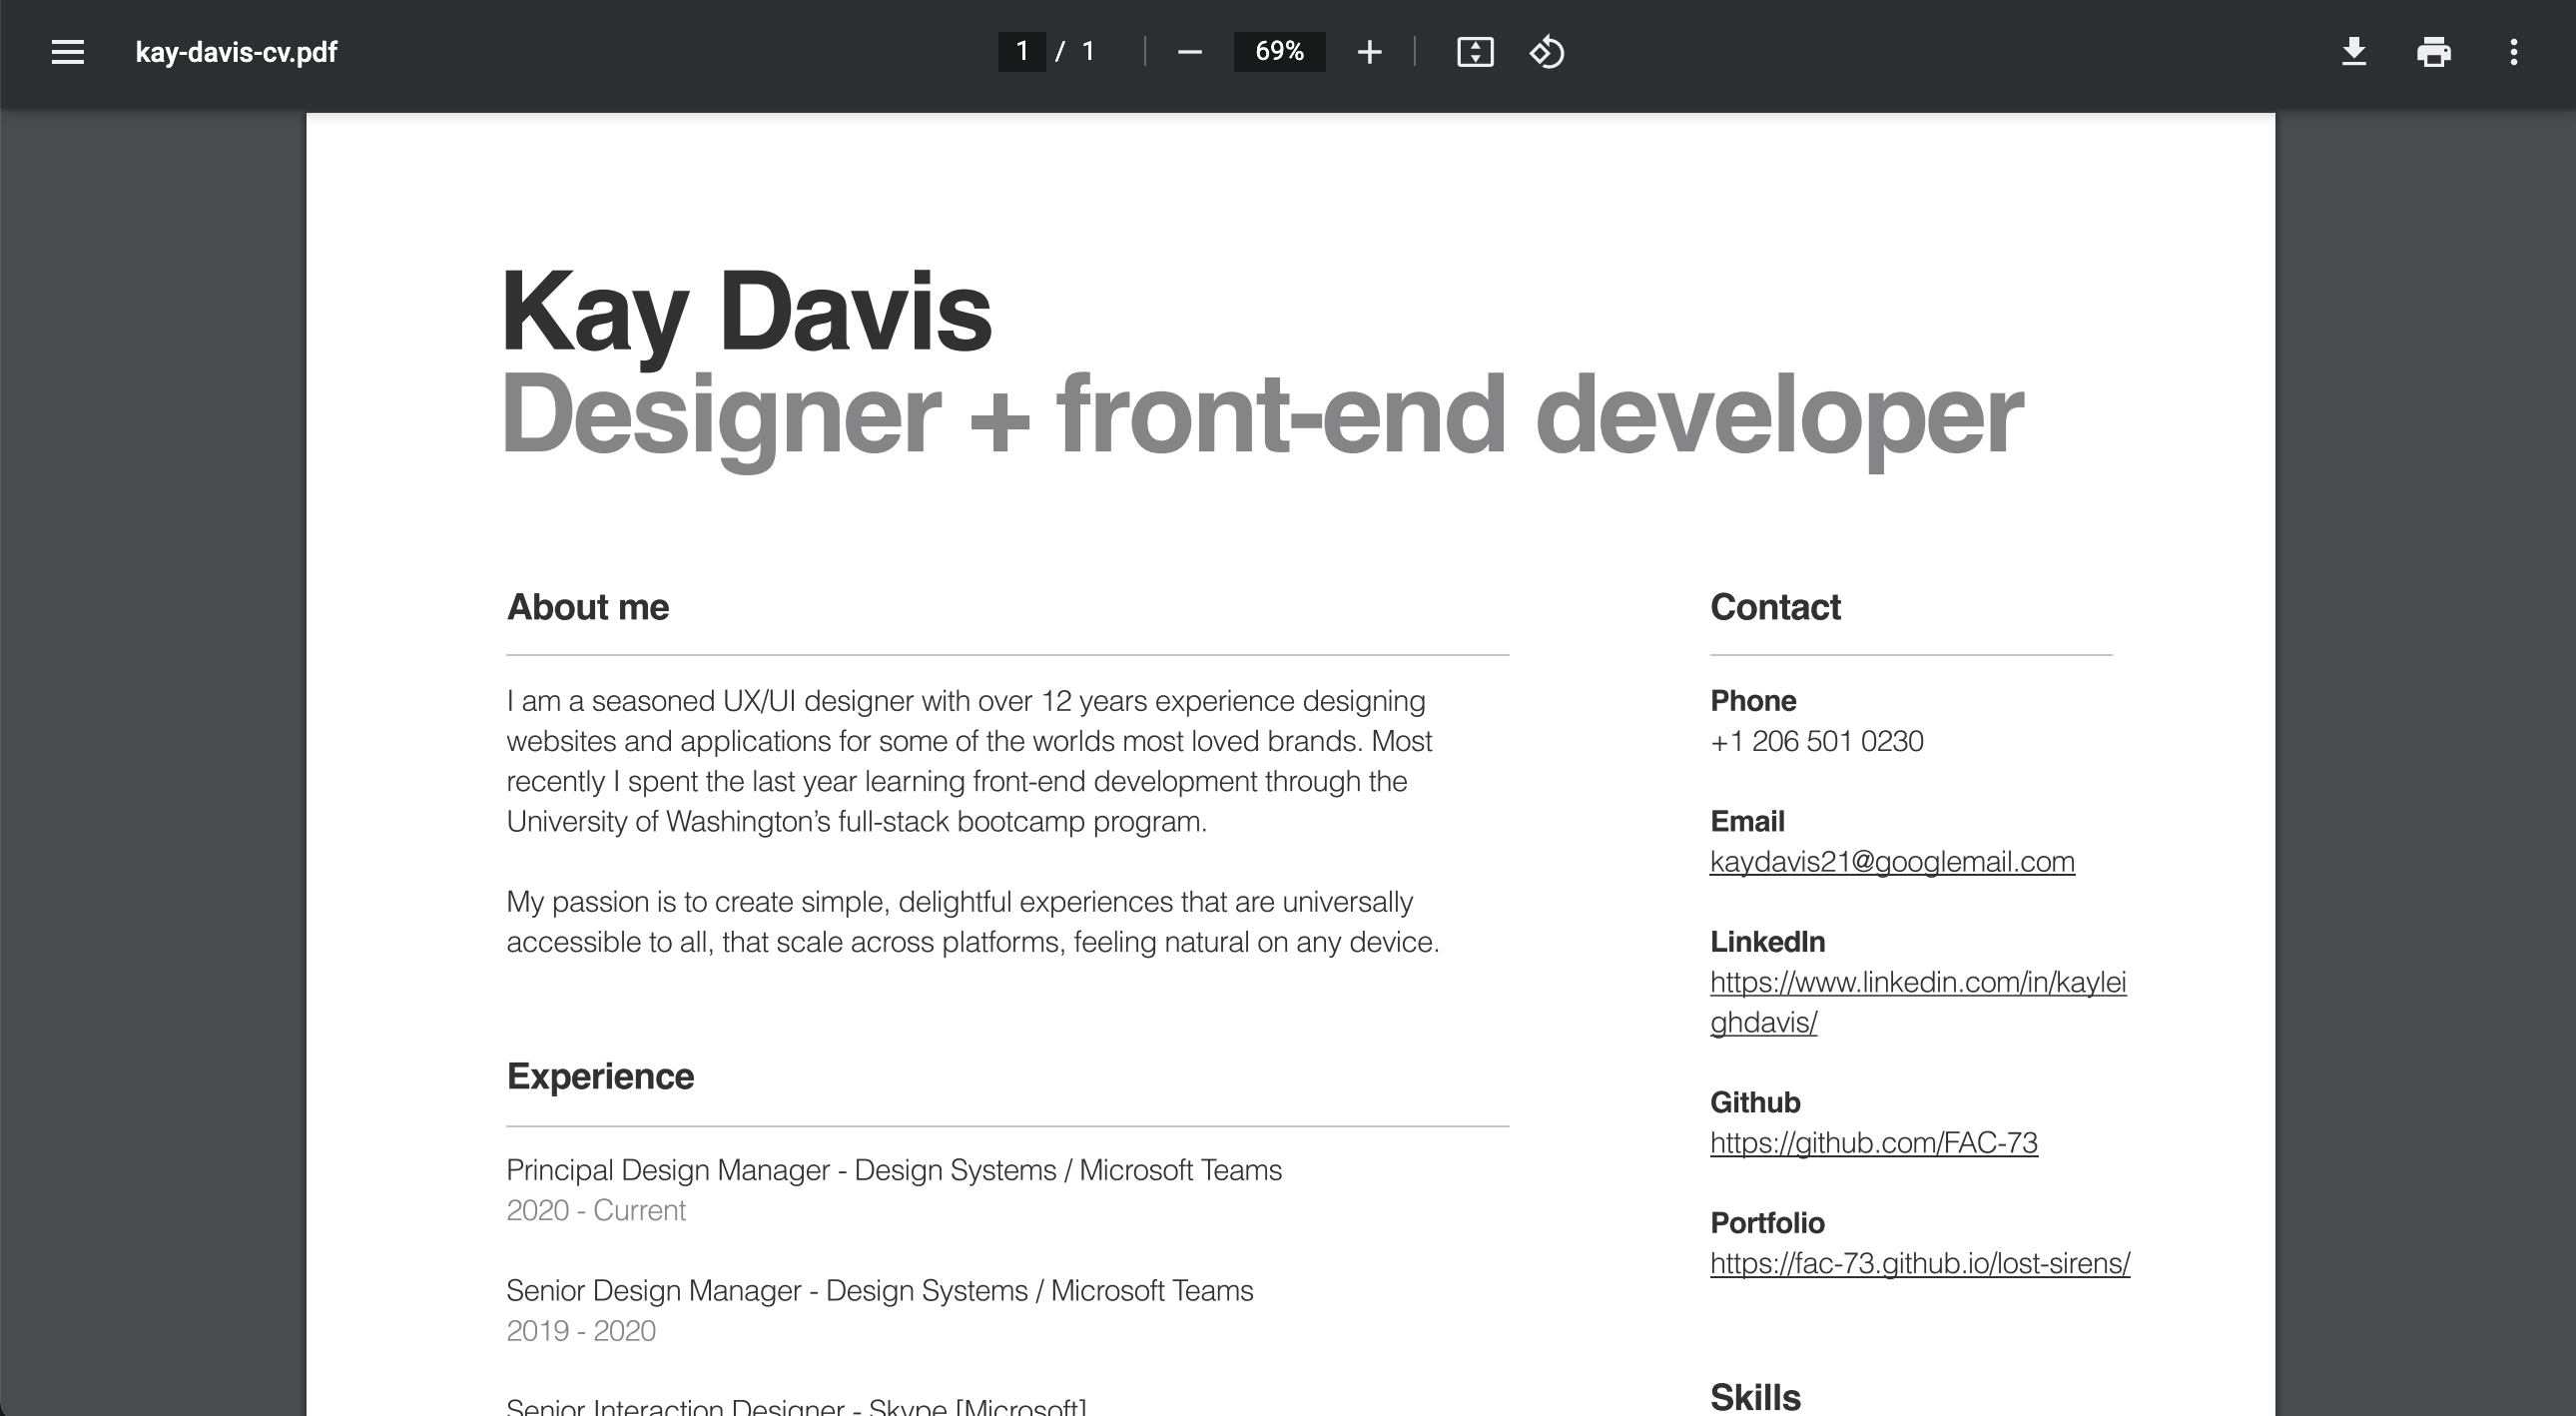 kay-davis-cv.pdf
1 / 1
69%
Kay Davis
Designer + front-end developer
About me
I am a seasoned UX/UI designer with over 12 years experience designing
websites and applications for some of the worlds most loved brands. Most
recently I spent the last year learning front-end development through the
University of Washington’s full-stack bootcamp program.
My passion is to create simple, delightful experiences that are universally
accessible to all, that scale across platforms, feeling natural on any device.
Experience
Principal Design Manager - Design Systems / Microsoft Teams
2020 - Current
Senior Design Manager - Design Systems / Microsoft Teams
2019 - 2020
Senior Interaction Designer - Skype [Microsoft]
Contact
Phone
+1 206 501 0230
Email
kaydavis21@googlemail.com
LinkedIn
https://www.linkedin.com/in/kaylei
ghdavis/
Github
https://github.com/FAC-73
Portfolio
https://fac-73.github.io/lost-sirens/
Skills